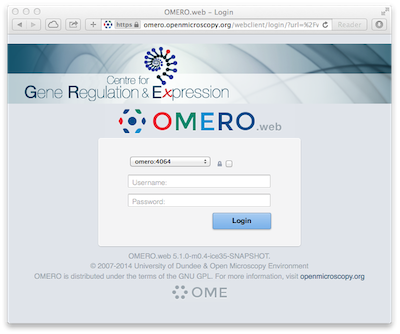 OMERO.web - Login
https omero.openmicroscopy.org/webclient/login/?url=%2Fv Reader
Centre for
Gene Regulation & Expression
OMERO.web
omero:4064
Username:
Password:
Login
OMERO.web 5.1.0-m0.4-ice35-SNAPSHOT.
© 2007-2014 University of Dundee & Open Microscopy Environment
OMERO is distributed under the terms of the GNU GPL. For more information, visit openmicroscopy.org
OME